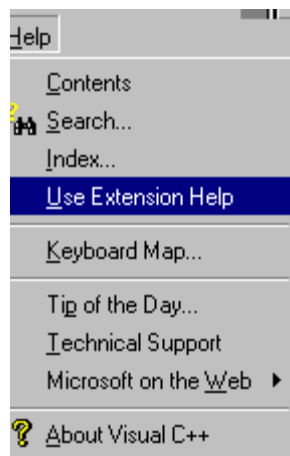 Help
Contents
Search...
Index...
Use Extension Help
Keyboard Map...
Tip of the Day...
Technical Support
Microsoft on the Web
About Visual C++